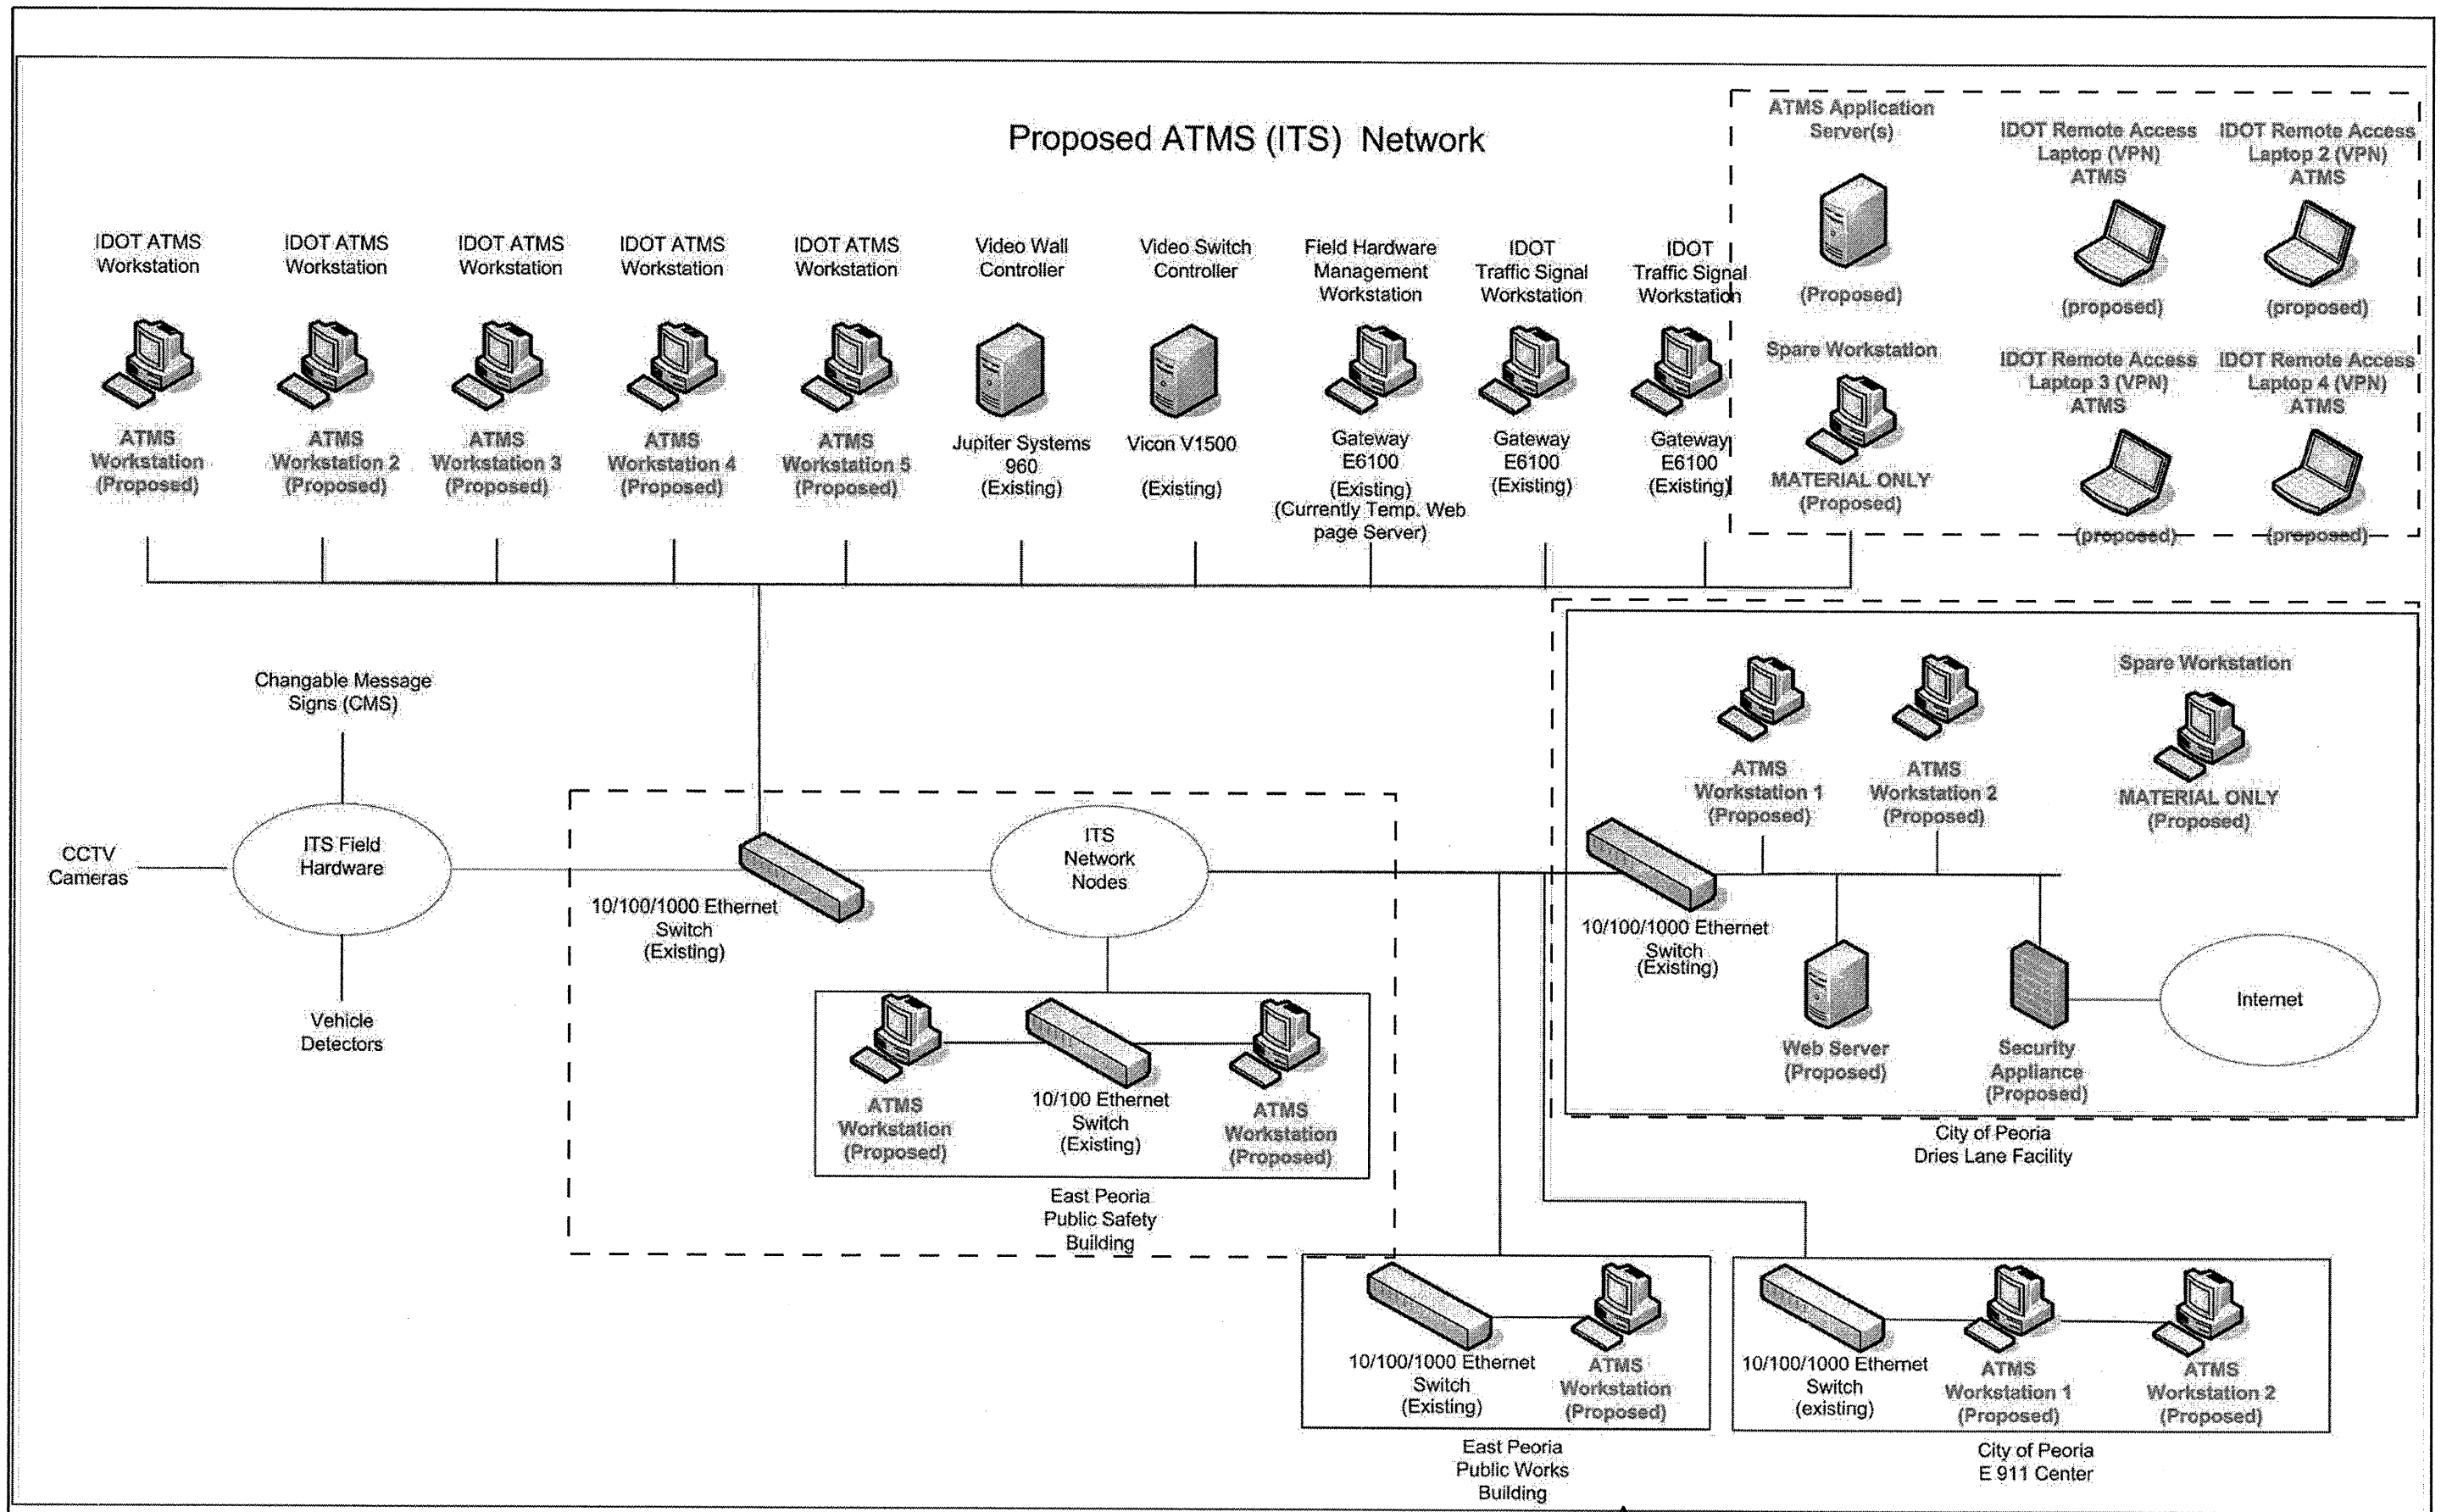 Proposed ATMS (ITS) Network
IDOT ATMS
Workstation
ATMS
Workstation
(Proposed)
IDOT ATMS
Workstation
ATMS
Workstation 2
(Proposed)
IDOT ATMS
Workstation
ATMS
Workstation 3
(Proposed)
IDOT ATMS
Workstation
ATMS
Workstation 4
(Proposed)
IDOT ATMS
Workstation
ATMS
Workstation 5
(Proposed)
Video Wall
Controller
Jupiter Systems
960
(Existing)
Video Switch
Controller
Vicon V1500
(Existing)
Field Hardware
Management
Workstation
Gateway
E6100
(Existing)
(Currently Temp. Web
page Server)
IDOT
Traffic Signal
Workstation
Gateway
E6100
(Existing)
IDOT
Traffic Signal
Workstation
Gateway
E6100
(Existing)
ATMS Application
Server(s)
(Proposed)
Spare Workstation
MATERIAL ONLY
(Proposed)
IDOT Remote Access
Laptop (VPN)
ATMS
(proposed)
IDOT Remote Access
Laptop 2 (VPN)
ATMS
(proposed)
IDOT Remote Access
Laptop 3 (VPN)
ATMS
(proposed)
IDOT Remote Access
Laptop 4 (VPN)
ATMS
(proposed)
Changable Message
Signs (CMS)
CCTV
Cameras
ITS Field
Hardware
Vehicle
Detectors
10/100/1000 Ethernet
Switch
(Existing)
ITS
Network
Nodes
ATMS
Workstation
(Proposed)
10/100 Ethernet
Switch
(Existing)
ATMS
Workstation
(Proposed)
East Peoria
Public Safety
Building
ATMS
Workstation 1
(Proposed)
ATMS
Workstation 2
(Proposed)
Spare Workstation
MATERIAL ONLY
(Proposed)
10/100/1000 Ethernet
Switch
(Existing)
Web Server
(Proposed)
Security
Appliance
(Proposed)
Internet
City of Peoria
Dries Lane Facility
10/100/1000 Ethernet
Switch
(Existing)
ATMS
Workstation
(Proposed)
East Peoria
Public Works
Building
10/100/1000 Ethernet
Switch
(existing)
ATMS
Workstation 1
(Proposed)
ATMS
Workstation 2
(Proposed)
City of Peoria
E 911 Center